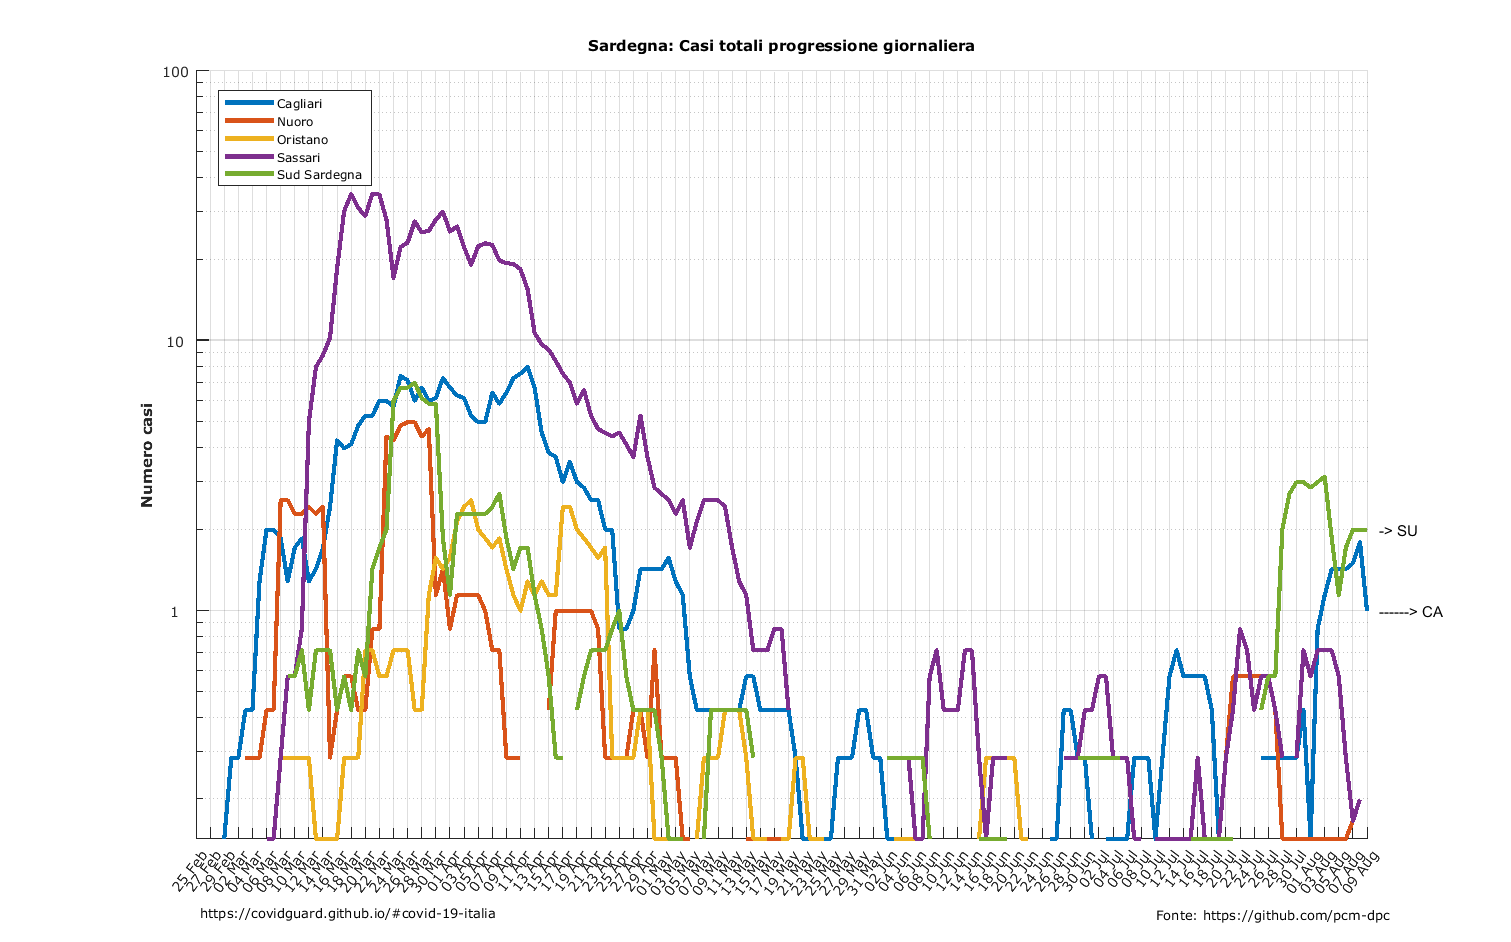 Sardegna: Casi totali progressione giornaliera
100
10
1
Numero casi
Cagliari
Nuoro
Oristano
Sassari
Sud Sardegna
-> SU
------> CA
25 Feb
27 Feb
29 Feb
02 Mar
04 Mar
06 Mar
08 Mar
10 Mar
12 Mar
14 Mar
16 Mar
18 Mar
20 Mar
22 Mar
24 Mar
26 Mar
28 Mar
30 Mar
01 Apr
03 Apr
05 Apr
07 Apr
09 Apr
11 Apr
13 Apr
15 Apr
17 Apr
19 Apr
21 Apr
23 Apr
25 Apr
27 Apr
29 Apr
01 May
03 May
05 May
07 May
09 May
11 May
13 May
15 May
17 May
19 May
21 May
23 May
25 May
27 May
29 May
31 May
02 Jun
04 Jun
06 Jun
08 Jun
10 Jun
12 Jun
14 Jun
16 Jun
18 Jun
20 Jun
22 Jun
24 Jun
26 Jun
28 Jun
30 Jun
02 Jul
04 Jul
06 Jul
08 Jul
10 Jul
12 Jul
14 Jul
16 Jul
18 Jul
20 Jul
22 Jul
24 Jul
26 Jul
28 Jul
30 Jul
01 Aug
03 Aug
05 Aug
07 Aug
09 Aug
https://covidguard.github.io/#covid-19-italia
Fonte: https://github.com/pcm-dpc